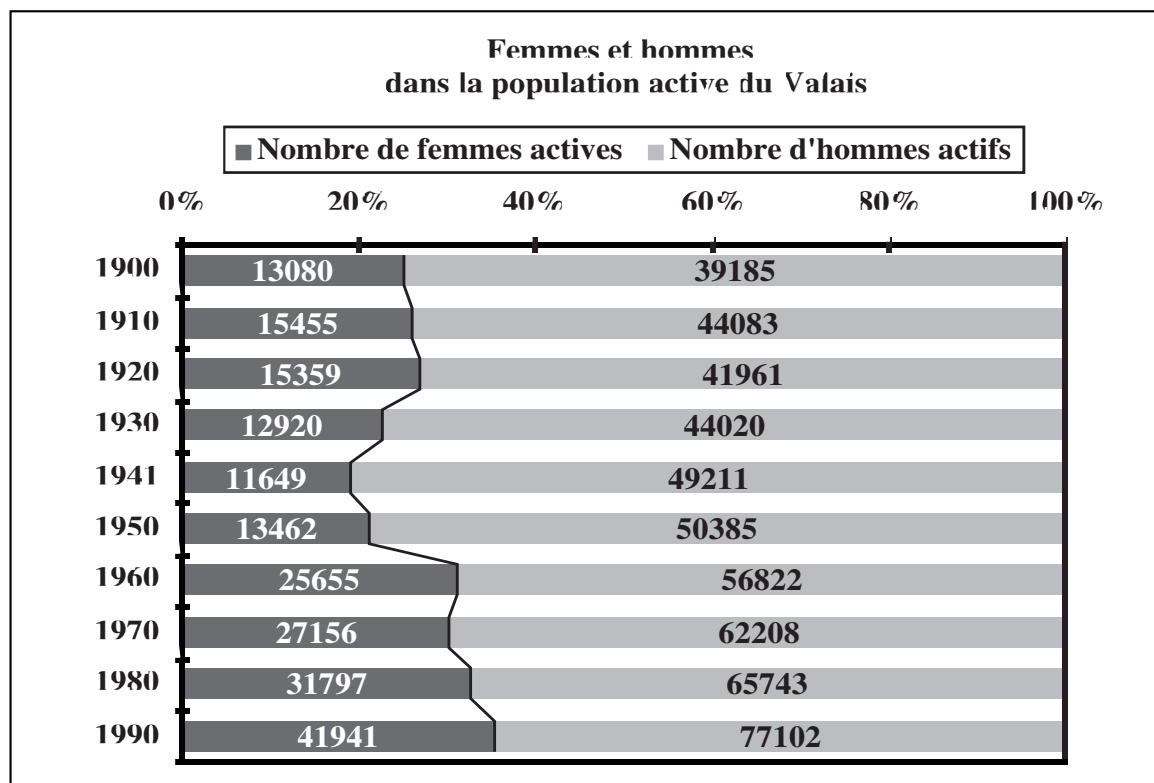 Femmes et hommes
dans la population active du Valais
Nombre de femmes actives Nombre d'hommes actifs
0% 20% 40% 60% 80% 100%
1900 13080 39185
1910 15455 44083
1920 15359 41961
1930 12920 44020
1941 11649 49211
1950 13462 50385
1960 25655 56822
1970 27156 62208
1980 31797 65743
1990 41941 77102